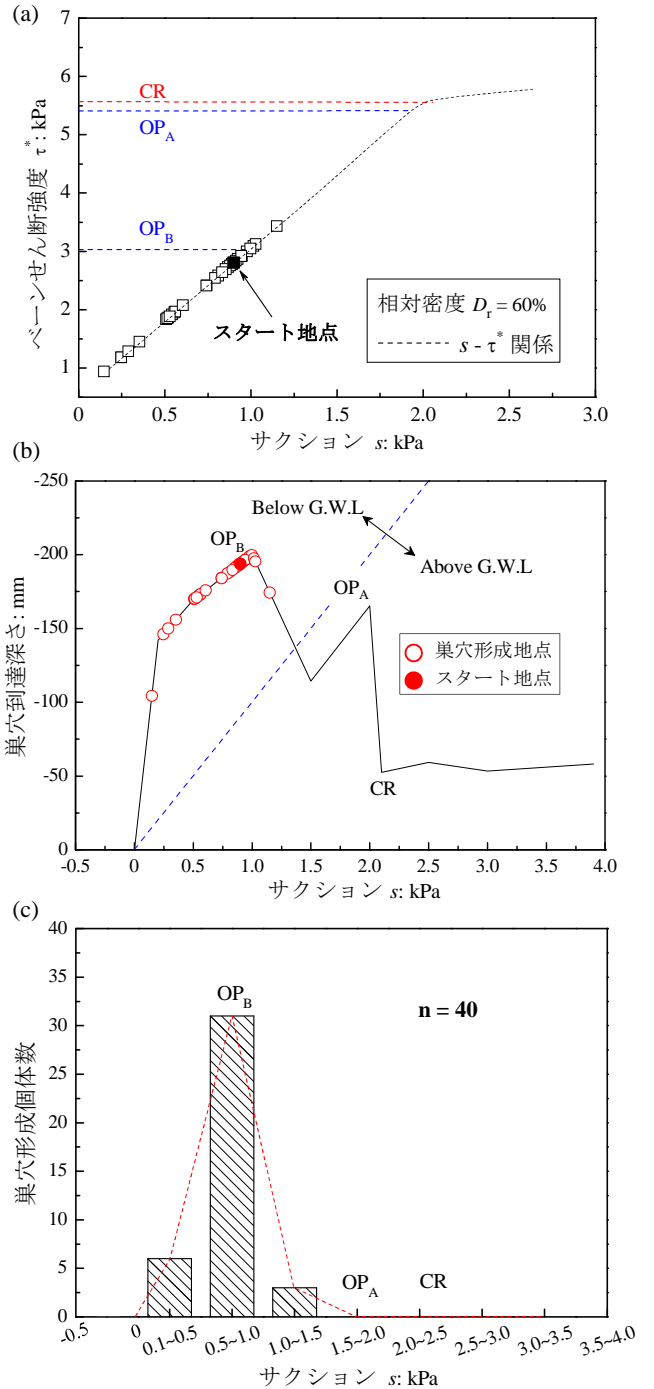 (a)
7
6
5
4
3
2
1
ベーンせん断強度 τ*: kPa
CR
OP_A
OP_B
スタート地点
相対密度 D_r = 60%
s - τ* 関係
0.0 0.5 1.0 1.5 2.0 2.5 3.0
サクション s: kPa
(b)
-250
-200
-150
-100
-50
0
巣穴到達深さ: mm
Below G.W.L
Above G.W.L
OP_B
OP_A
巣穴形成地点
スタート地点
CR
-0.5 0 0.5 1.0 1.5 2.0 2.5 3.0 3.5 4.0
サクション s: kPa
(c)
40
35
30
25
20
15
10
5
0
巣穴形成個体数
OP_B
n = 40
OP_A
CR
-0.5 0 0.1~0.5 0.5~1.0 1.0~1.5 1.5~2.0 2.0~2.5 2.5~3.0 3.0~3.5 3.5~4.0
サクション s: kPa